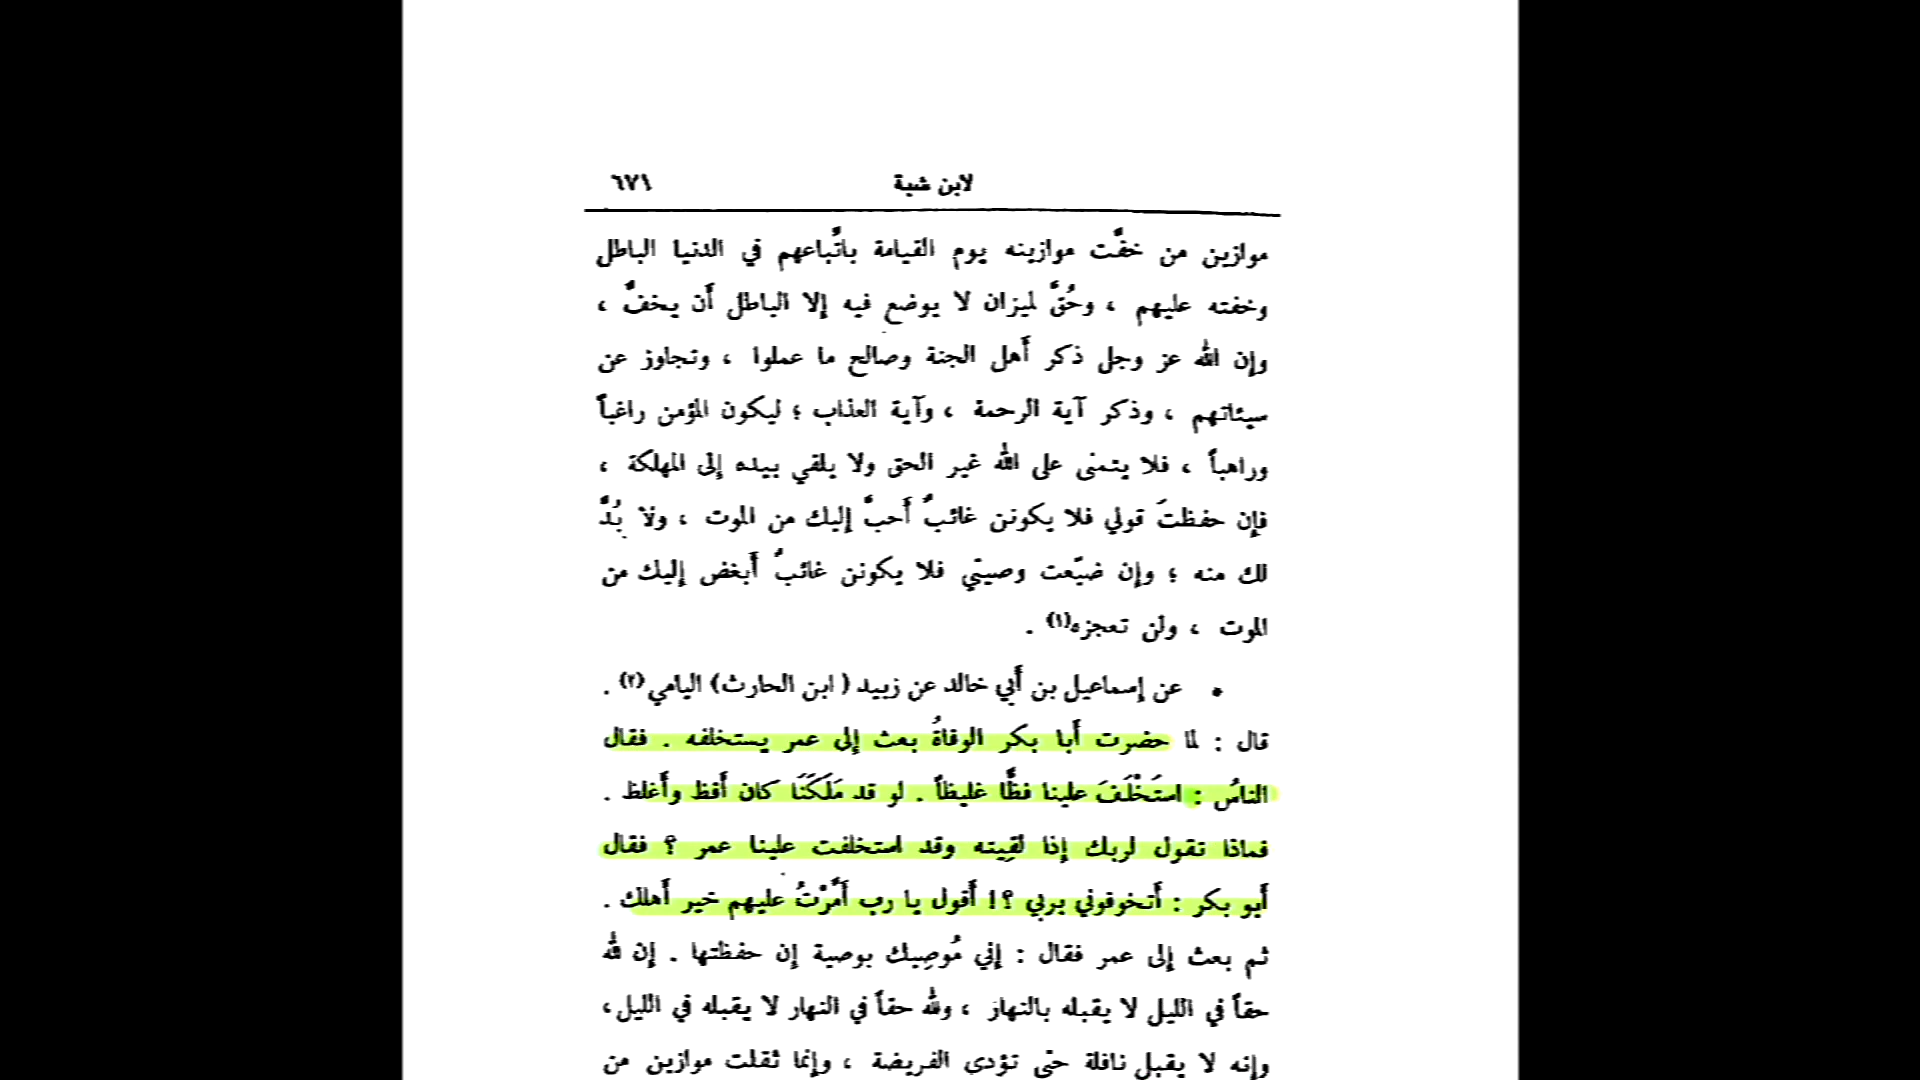 لابن شبة ٦٧١
موازين من خفَّت موازينه يوم القيامة باتِّباعهم في الدنيا الباطل
وخفته عليهم ، وحُقَّ لميزان لا يوضع فيه إلا الباطل أن يخفَّ ،
وإن الله عز وجل ذكر أهل الجنة وصالح ما عملوا ، وتجاوز عن
سيئاتهم ، وذكر آية الرحمة ، وآية العذاب ؛ ليكون المؤمن راغباً
وراهباً ، فلا يتمنى على الله غير الحق ولا يلقي بيده إلى المهلكة ،
فإن حفظتَ قولي فلا يكونن غائبٌ أحبَّ إليك من الموت ، ولا بُدَّ
لك منه ؛ وإن ضيّعت وصيتي فلا يكونن غائبٌ أبغض إليك من
الموت ، ولن تعجزه(١) .
* عن إسماعيل بن أبي خالد عن زبيد ( ابن الحارث) اليامي(٢) .
قال : لما حضرت أبا بكر الوفاةُ بعث إلى عمر يستخلفه . فقال
الناسُ : استَخْلَفَ علينا فظًّا غليظاً . لو قد مَلَكَنَا كان أفظ وأغلظ .
فماذا تقول لربك إذا لقِيته وقد استخلفت علينا عمر ؟ فقال
أبو بكر : أتخوفوني بربي ؟! أقول يا رب أمَّرْتُ عليهم خير أهلك .
ثم بعث إلى عمر فقال : إني مُوصِيك بوصية إن حفظتها . إن لله
حقاً في الليل لا يقبله بالنهار ، ولله حقاً في النهار لا يقبله في الليل ،
وإنه لا يقبل نافلة حتى تؤدى الفريضة ، وإنما ثقلت موازين من